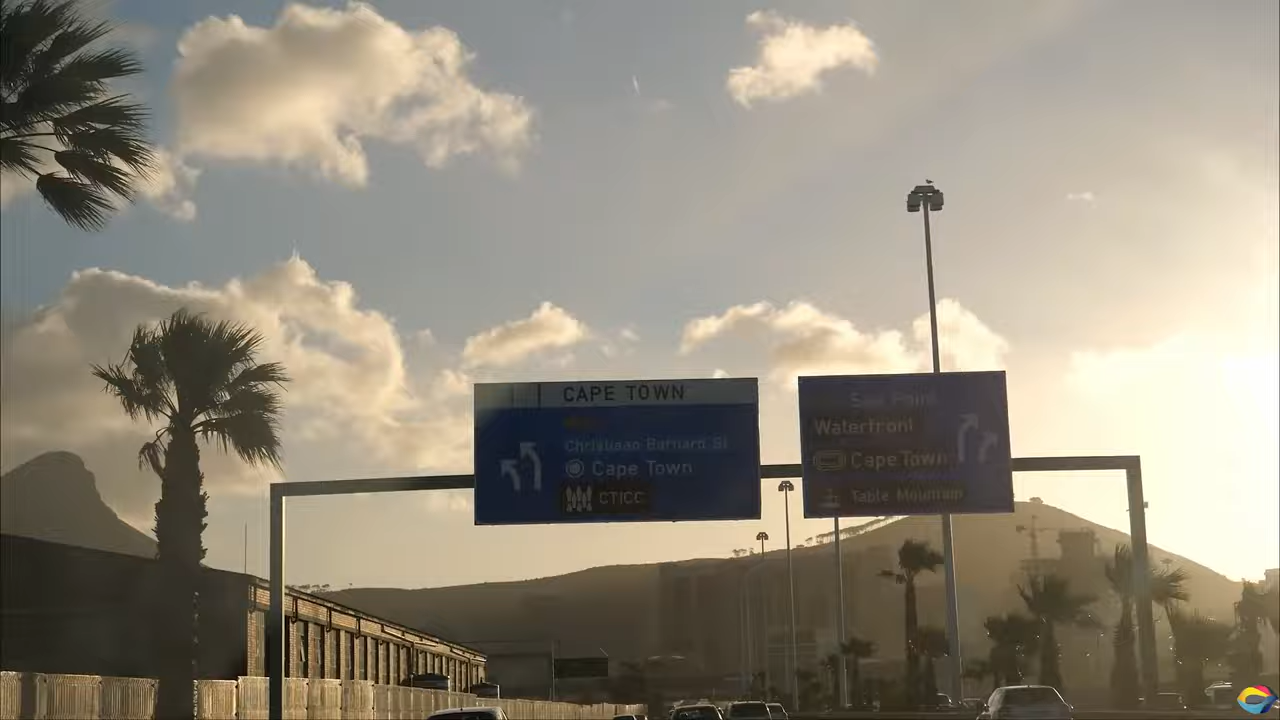 CAPE TOWN
Christiaan Barnard St
Cape Town
CTICC
Sea Point
Waterfront
Cape Town
Table Mountain